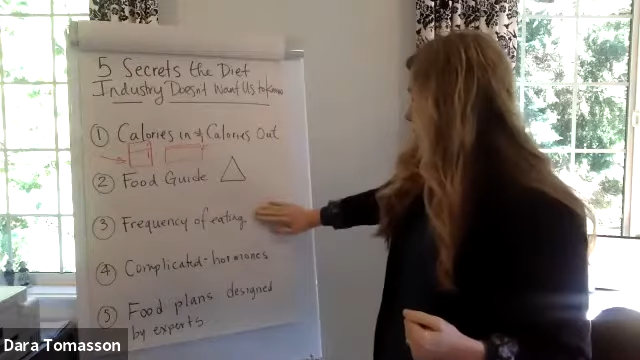 5 Secrets the Diet
Industry Doesnt Want Us to know
1 Calories in & Calories Out
2 Food Guide
3 Frequency of eating
4 Complicated-hormones
5 Food plans designed
by experts
Dara Tomasson